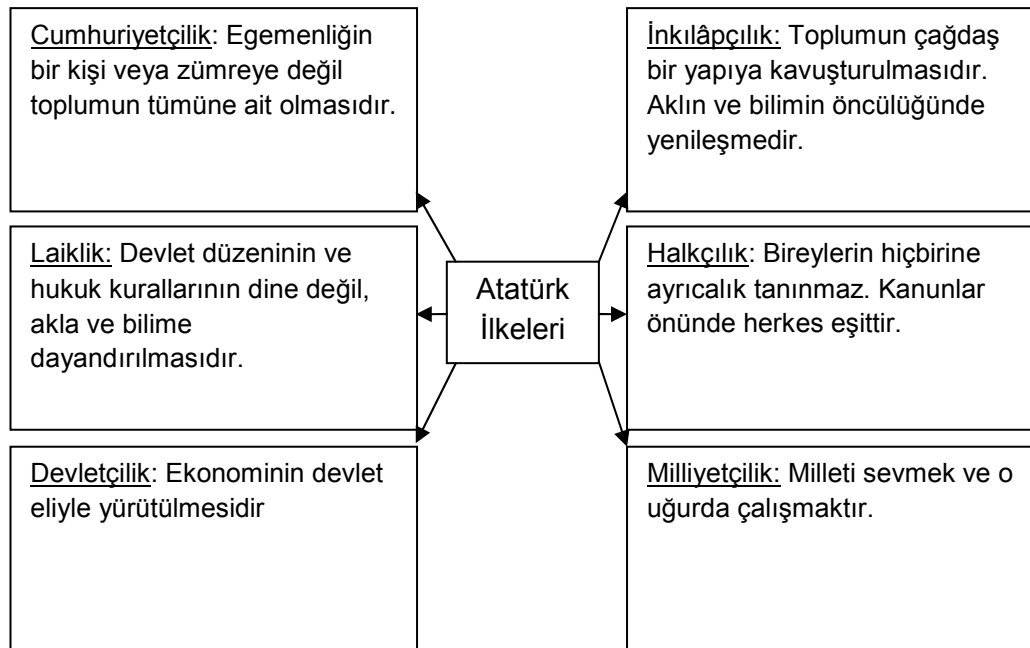 Cumhuriyetçilik: Egemenliğin
bir kişi veya zümreye değil
toplumun tümüne ait olmasıdır.
İnkılâpçılık: Toplumun çağdaş
bir yapıya kavuşturulmasıdır.
Aklın ve bilimin öncülüğünde
yenileşmedir.
Laiklik: Devlet düzeninin ve
hukuk kurallarının dine değil,
akla ve bilime
dayandırılmasıdır.
Atatürk
İlkeleri
Halkçılık: Bireylerin hiçbirine
ayrıcalık tanınmaz. Kanunlar
önünde herkes eşittir.
Devletçilik: Ekonominin devlet
eliyle yürütülmesidir
Milliyetçilik: Milleti sevmek ve o
uğurda çalışmaktır.